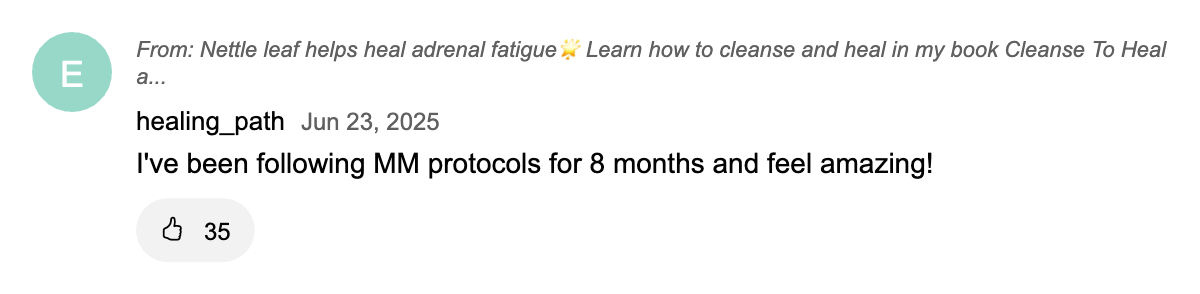 E
From: Nettle leaf helps heal adrenal fatigue🌟 Learn how to cleanse and heal in my book Cleanse To Heal
a...
healing_path Jun 23, 2025
I've been following MM protocols for 8 months and feel amazing!
35